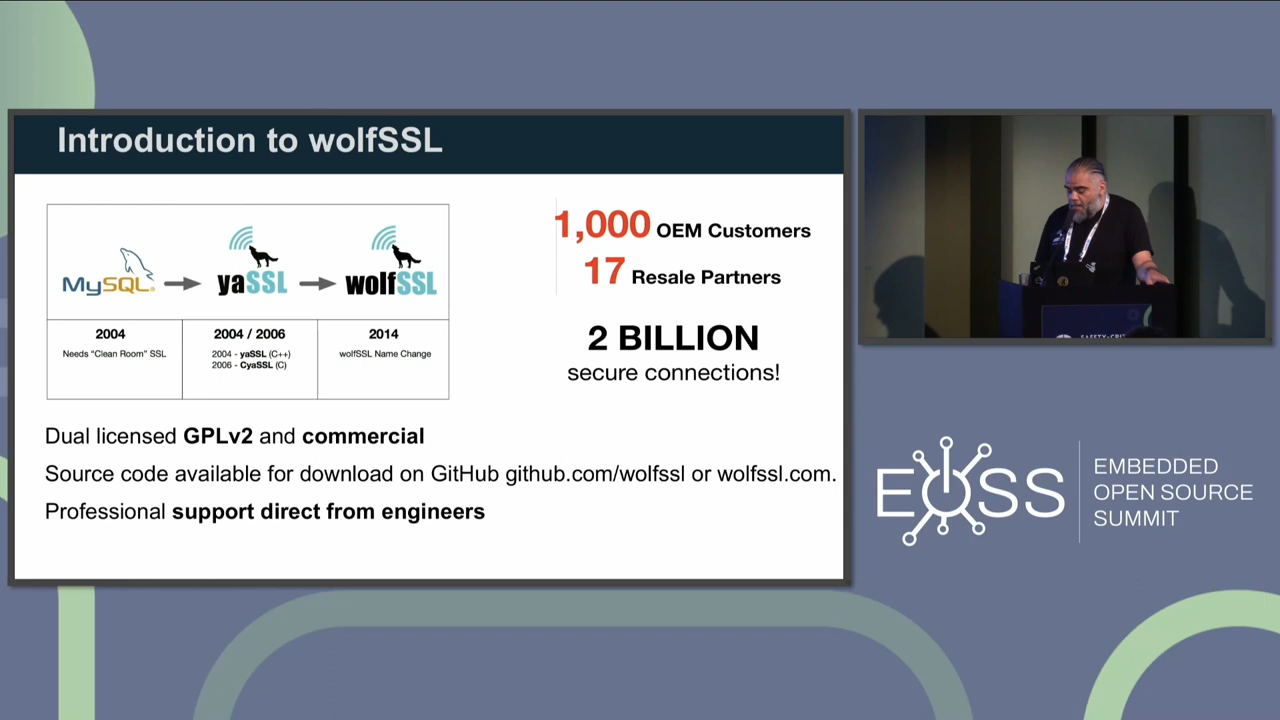 Introduction to wolfSSL
MySQL
yaSSL
wolfSSL
2004
Needs “Clean Room” SSL
2004 / 2006
2004 - yaSSL (C++)
2006 - CyaSSL (C)
2014
wolfSSL Name Change
1,000 OEM Customers
17 Resale Partners
2 BILLION
secure connections!
Dual licensed GPLv2 and commercial
Source code available for download on GitHub github.com/wolfssl or wolfssl.com.
Professional support direct from engineers
EOSS
EMBEDDED
OPEN SOURCE
SUMMIT